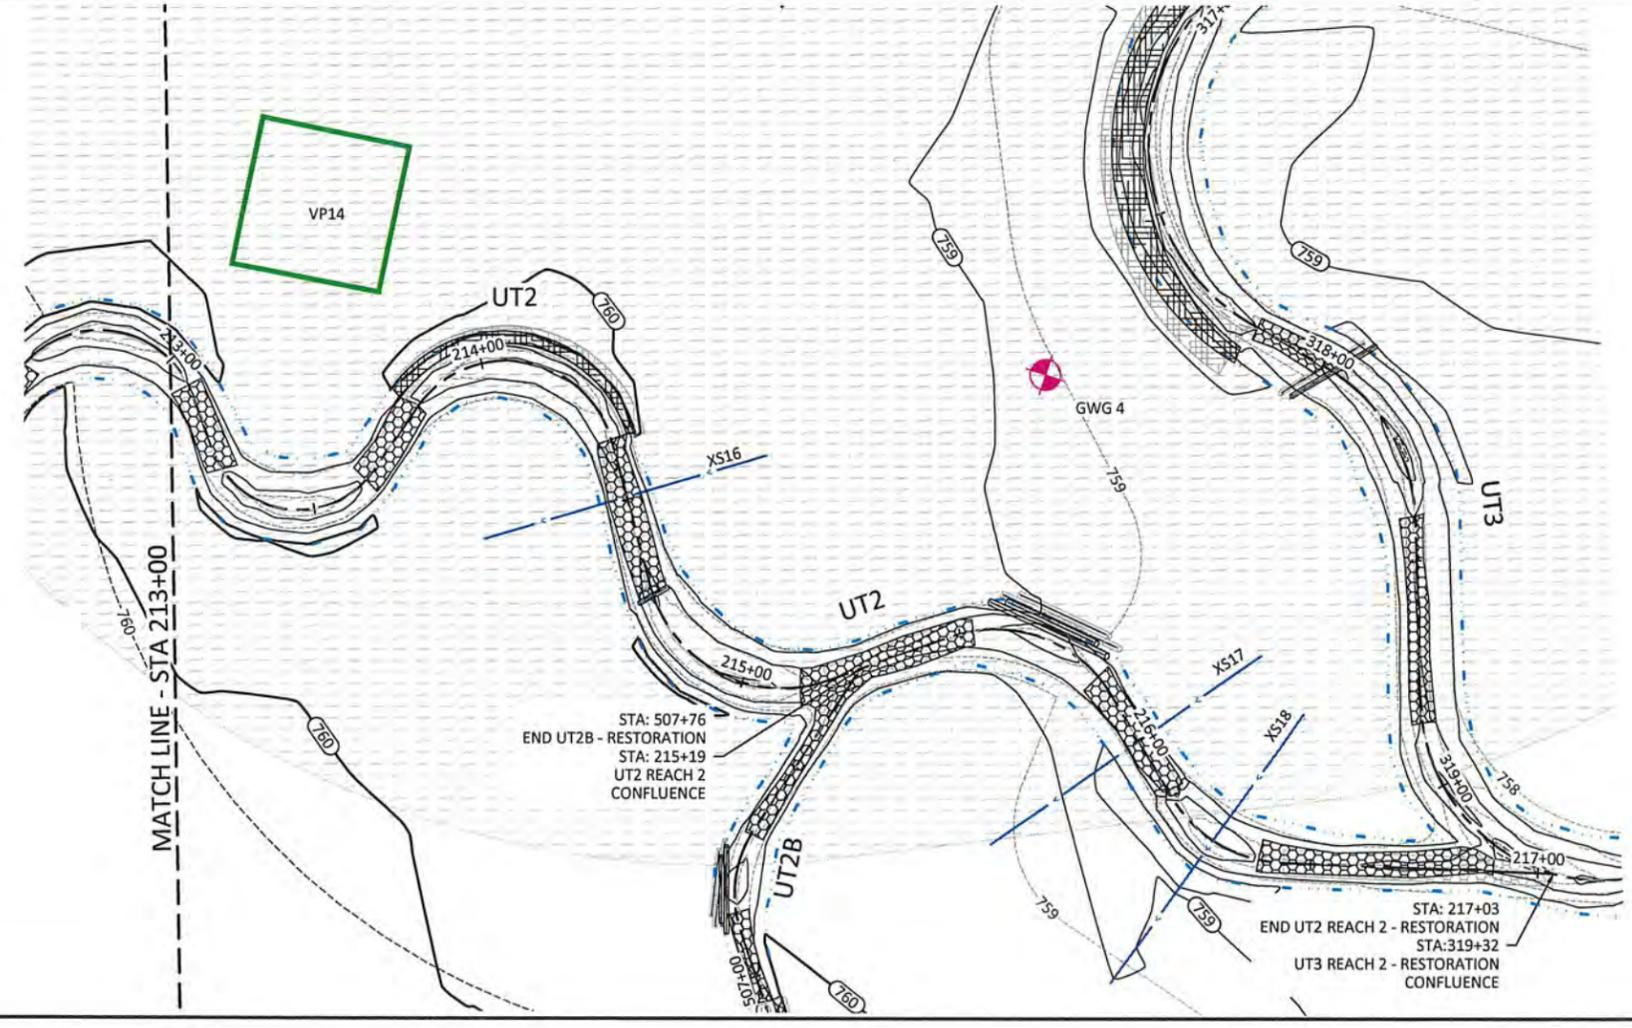 317+
VP14
759
759
UT2
760
213+00
214+00
318+00
GWG 4
XS16
759
UT3
MATCH LINE - STA 213+00
760
UT2
215+00
XS17
216+00
XS18
STA: 507+76
END UT2B - RESTORATION
STA: 215+19
UT2 REACH 2
CONFLUENCE
760
319+00
758
UT2B
217+00
759
759
STA: 217+03
END UT2 REACH 2 - RESTORATION
STA:319+32
UT3 REACH 2 - RESTORATION
CONFLUENCE
507+00
760